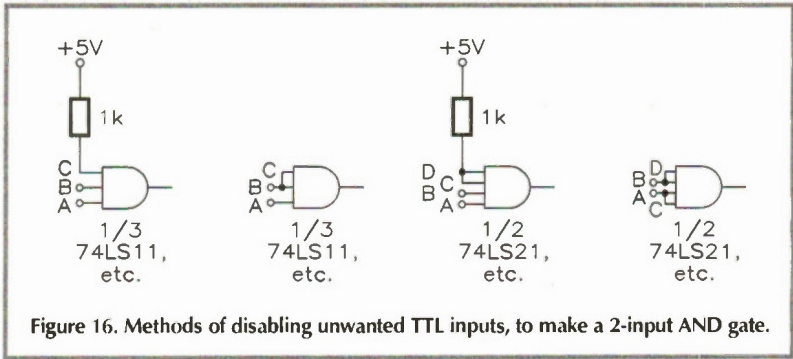 +5V
1k
C
B
A
1/3
74LS11,
etc.
C
B
A
1/3
74LS11,
etc.
+5V
1k
D
C
B
A
1/2
74LS21,
etc.
D
B
A
C
1/2
74LS21,
etc.
Figure 16. Methods of disabling unwanted TTL inputs, to make a 2-input AND gate.